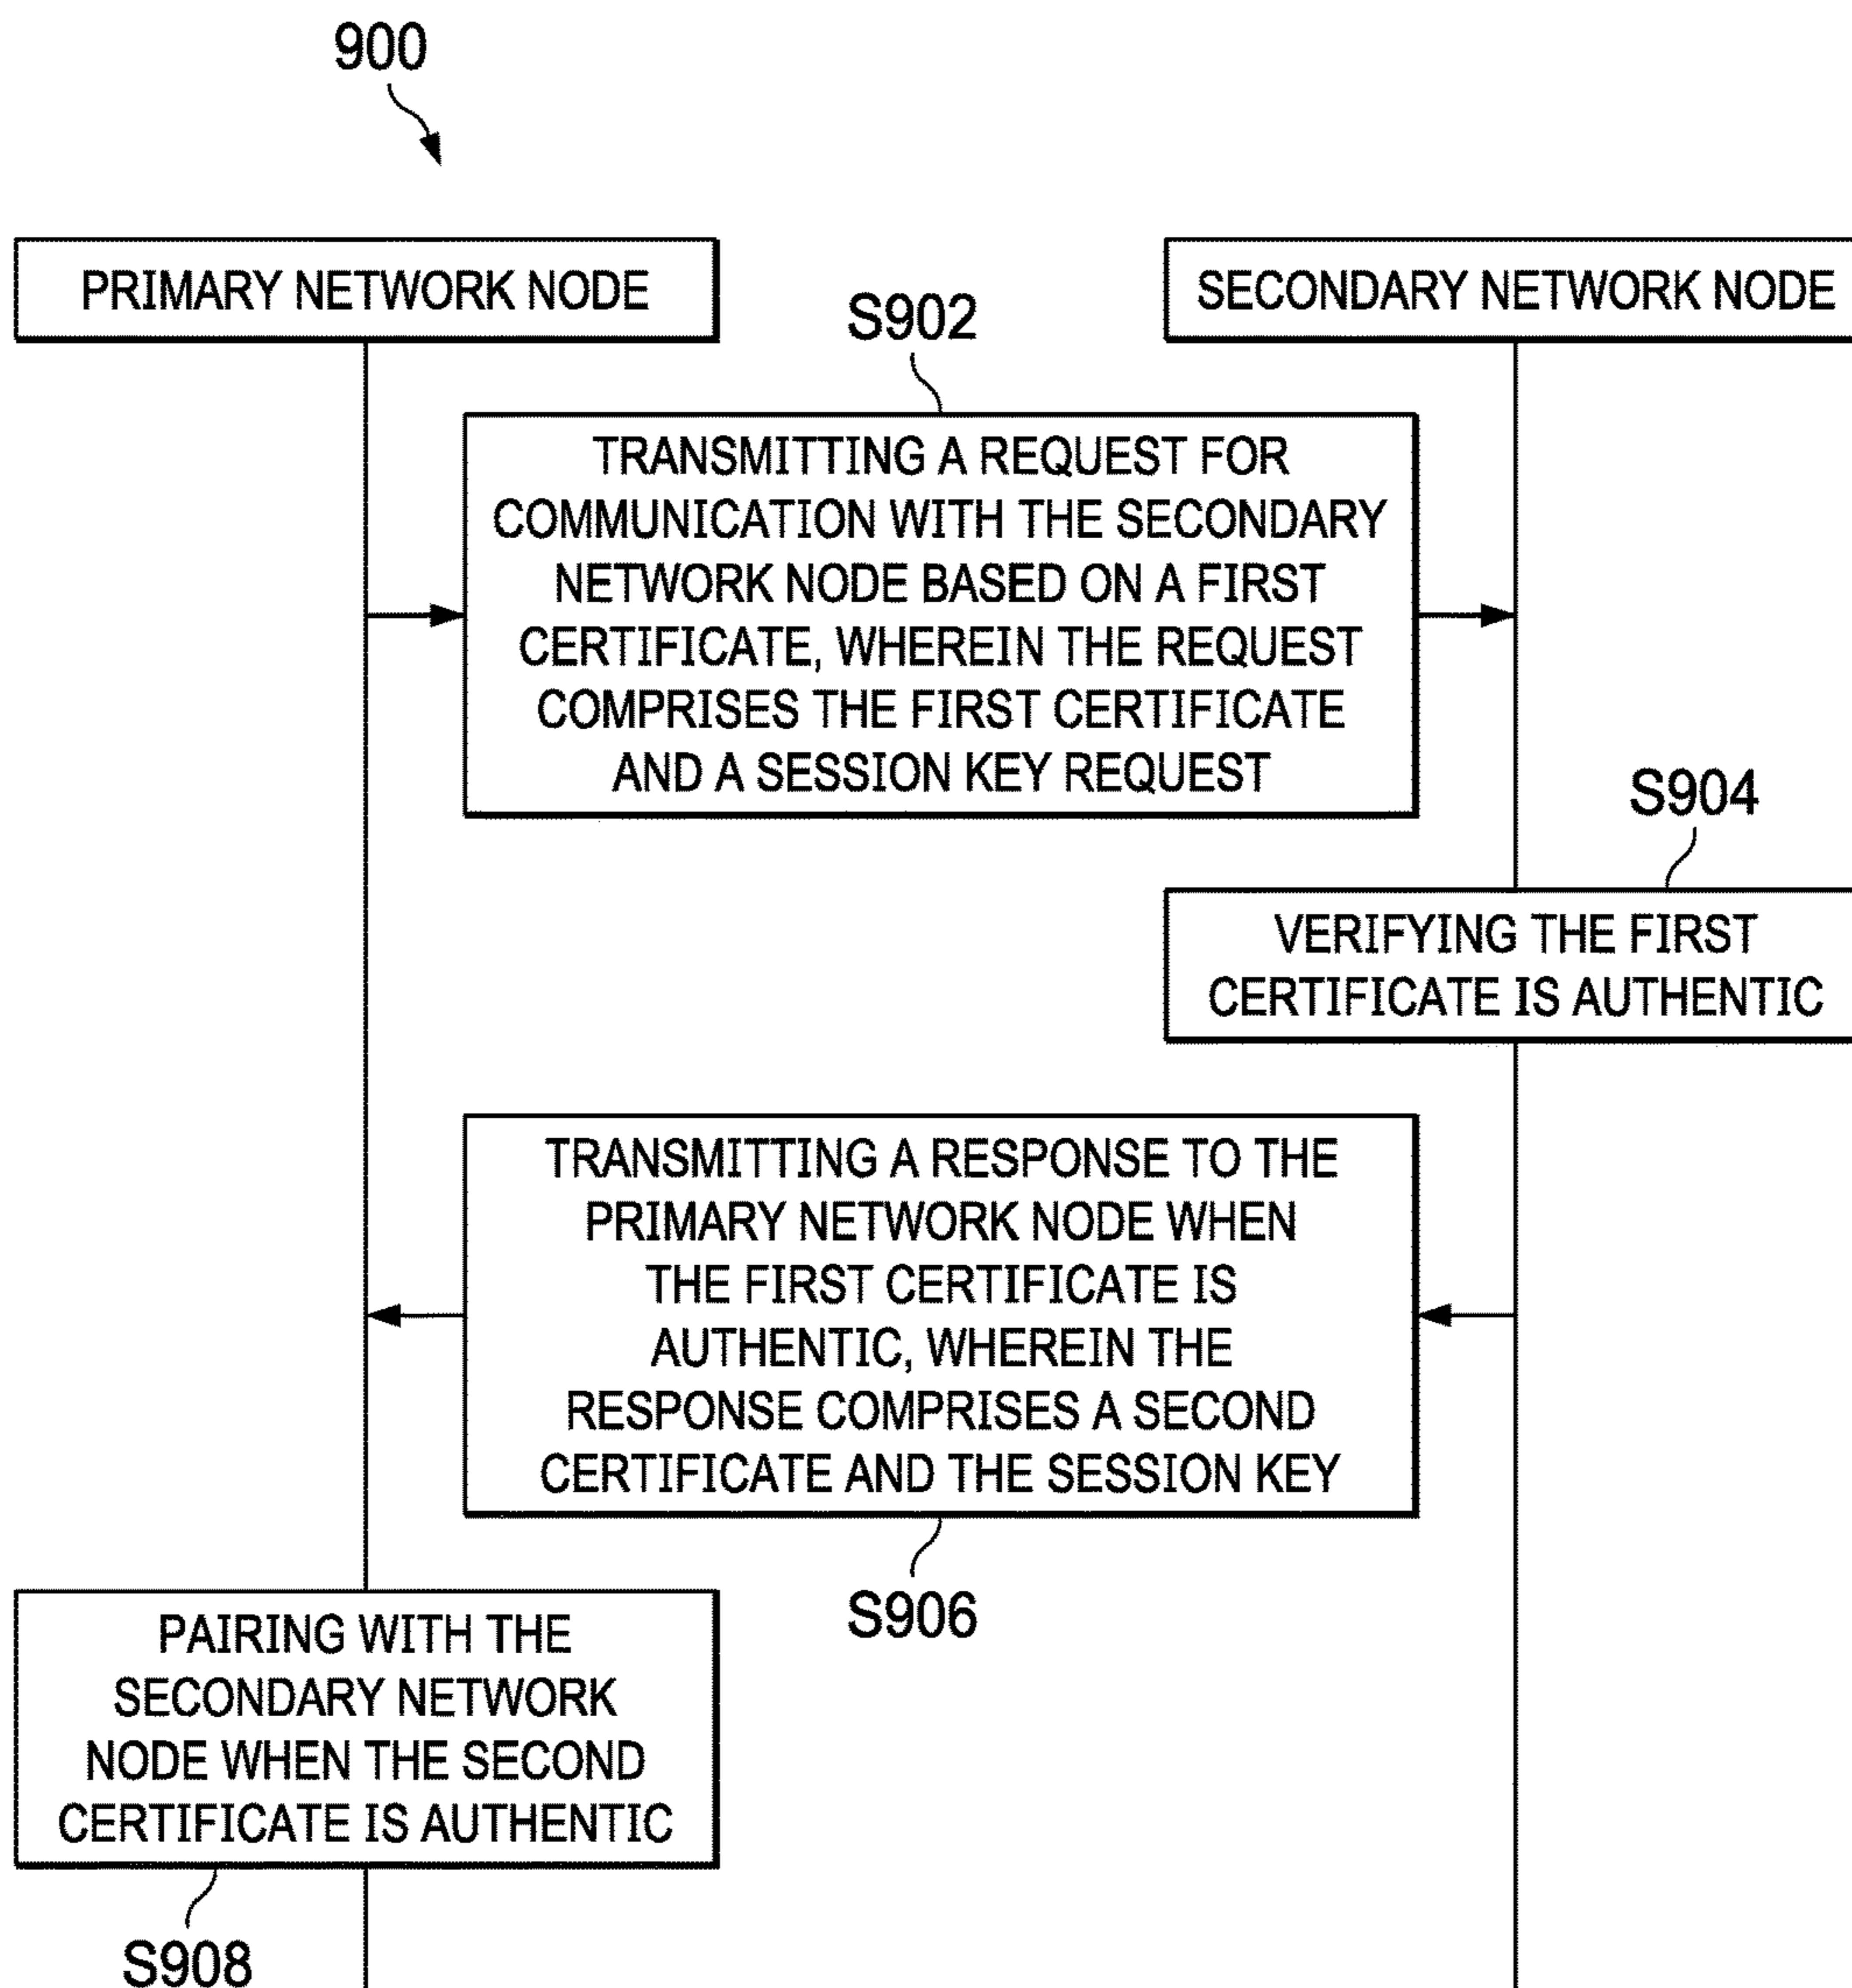 900
PRIMARY NETWORK NODE
SECONDARY NETWORK NODE
S902
TRANSMITTING A REQUEST FOR
COMMUNICATION WITH THE SECONDARY
NETWORK NODE BASED ON A FIRST
CERTIFICATE, WHEREIN THE REQUEST
COMPRISES THE FIRST CERTIFICATE
AND A SESSION KEY REQUEST
S904
VERIFYING THE FIRST
CERTIFICATE IS AUTHENTIC
TRANSMITTING A RESPONSE TO THE
PRIMARY NETWORK NODE WHEN
THE FIRST CERTIFICATE IS
AUTHENTIC, WHEREIN THE
RESPONSE COMPRISES A SECOND
CERTIFICATE AND THE SESSION KEY
S906
PAIRING WITH THE
SECONDARY NETWORK
NODE WHEN THE SECOND
CERTIFICATE IS AUTHENTIC
S908